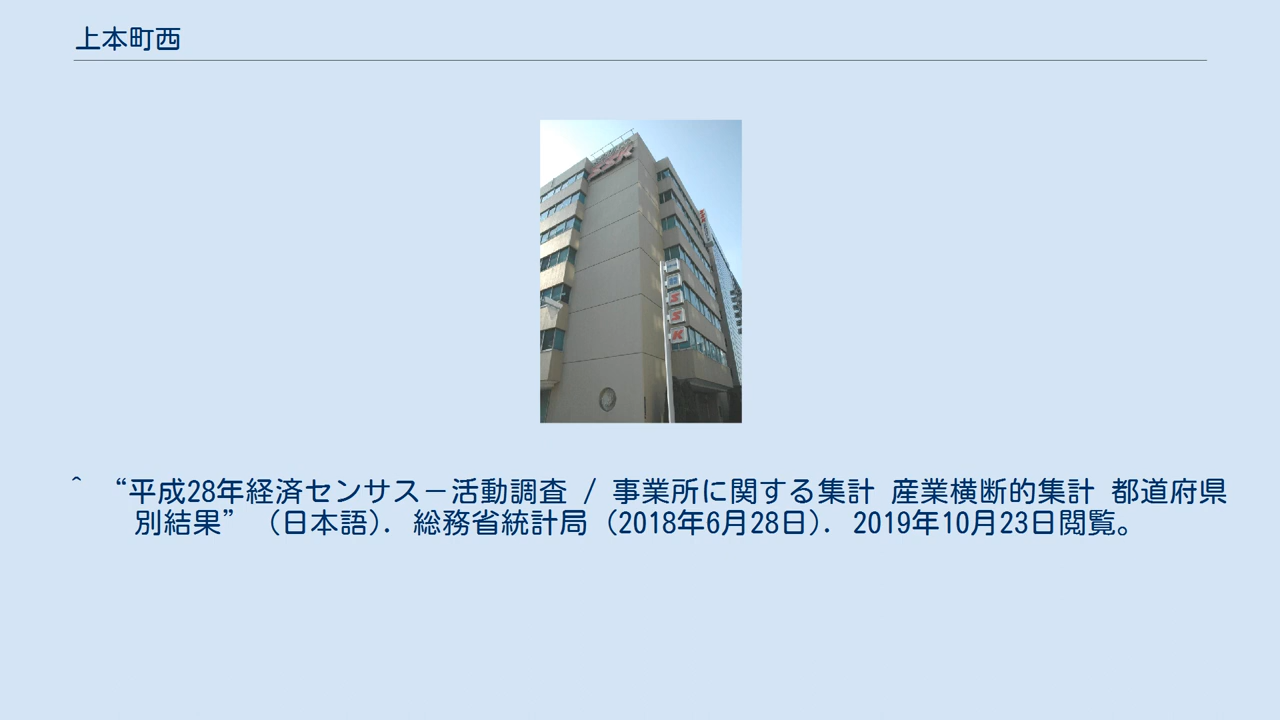 上本町西
SSK
S
S
K
^ “平成28年経済センサス－活動調査 / 事業所に関する集計 産業横断的集計 都道府県
別結果” (日本語). 総務省統計局 (2018年6月28日). 2019年10月23日閲覧。